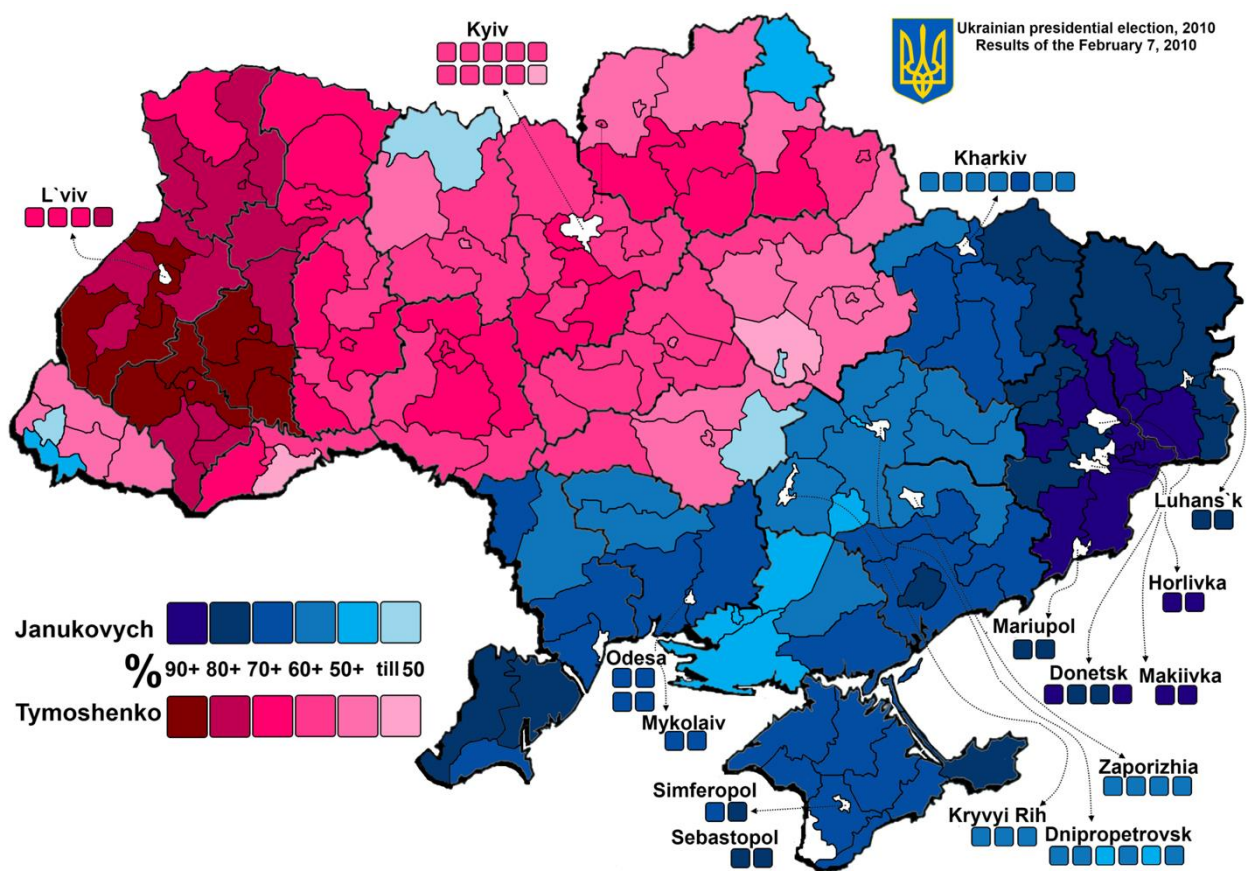 Kyiv
Ukrainian presidential election, 2010
Results of the February 7, 2010
Kharkiv
L`viv
Luhans`k
Horlivka
Mariupol
Donetsk
Makiivka
Odesa
Mykolaiv
Zaporizhia
Simferopol
Sebastopol
Kryvyi Rih
Dnipropetrovsk
Janukovych
% 90+ 80+ 70+ 60+ 50+ till 50
Tymoshenko